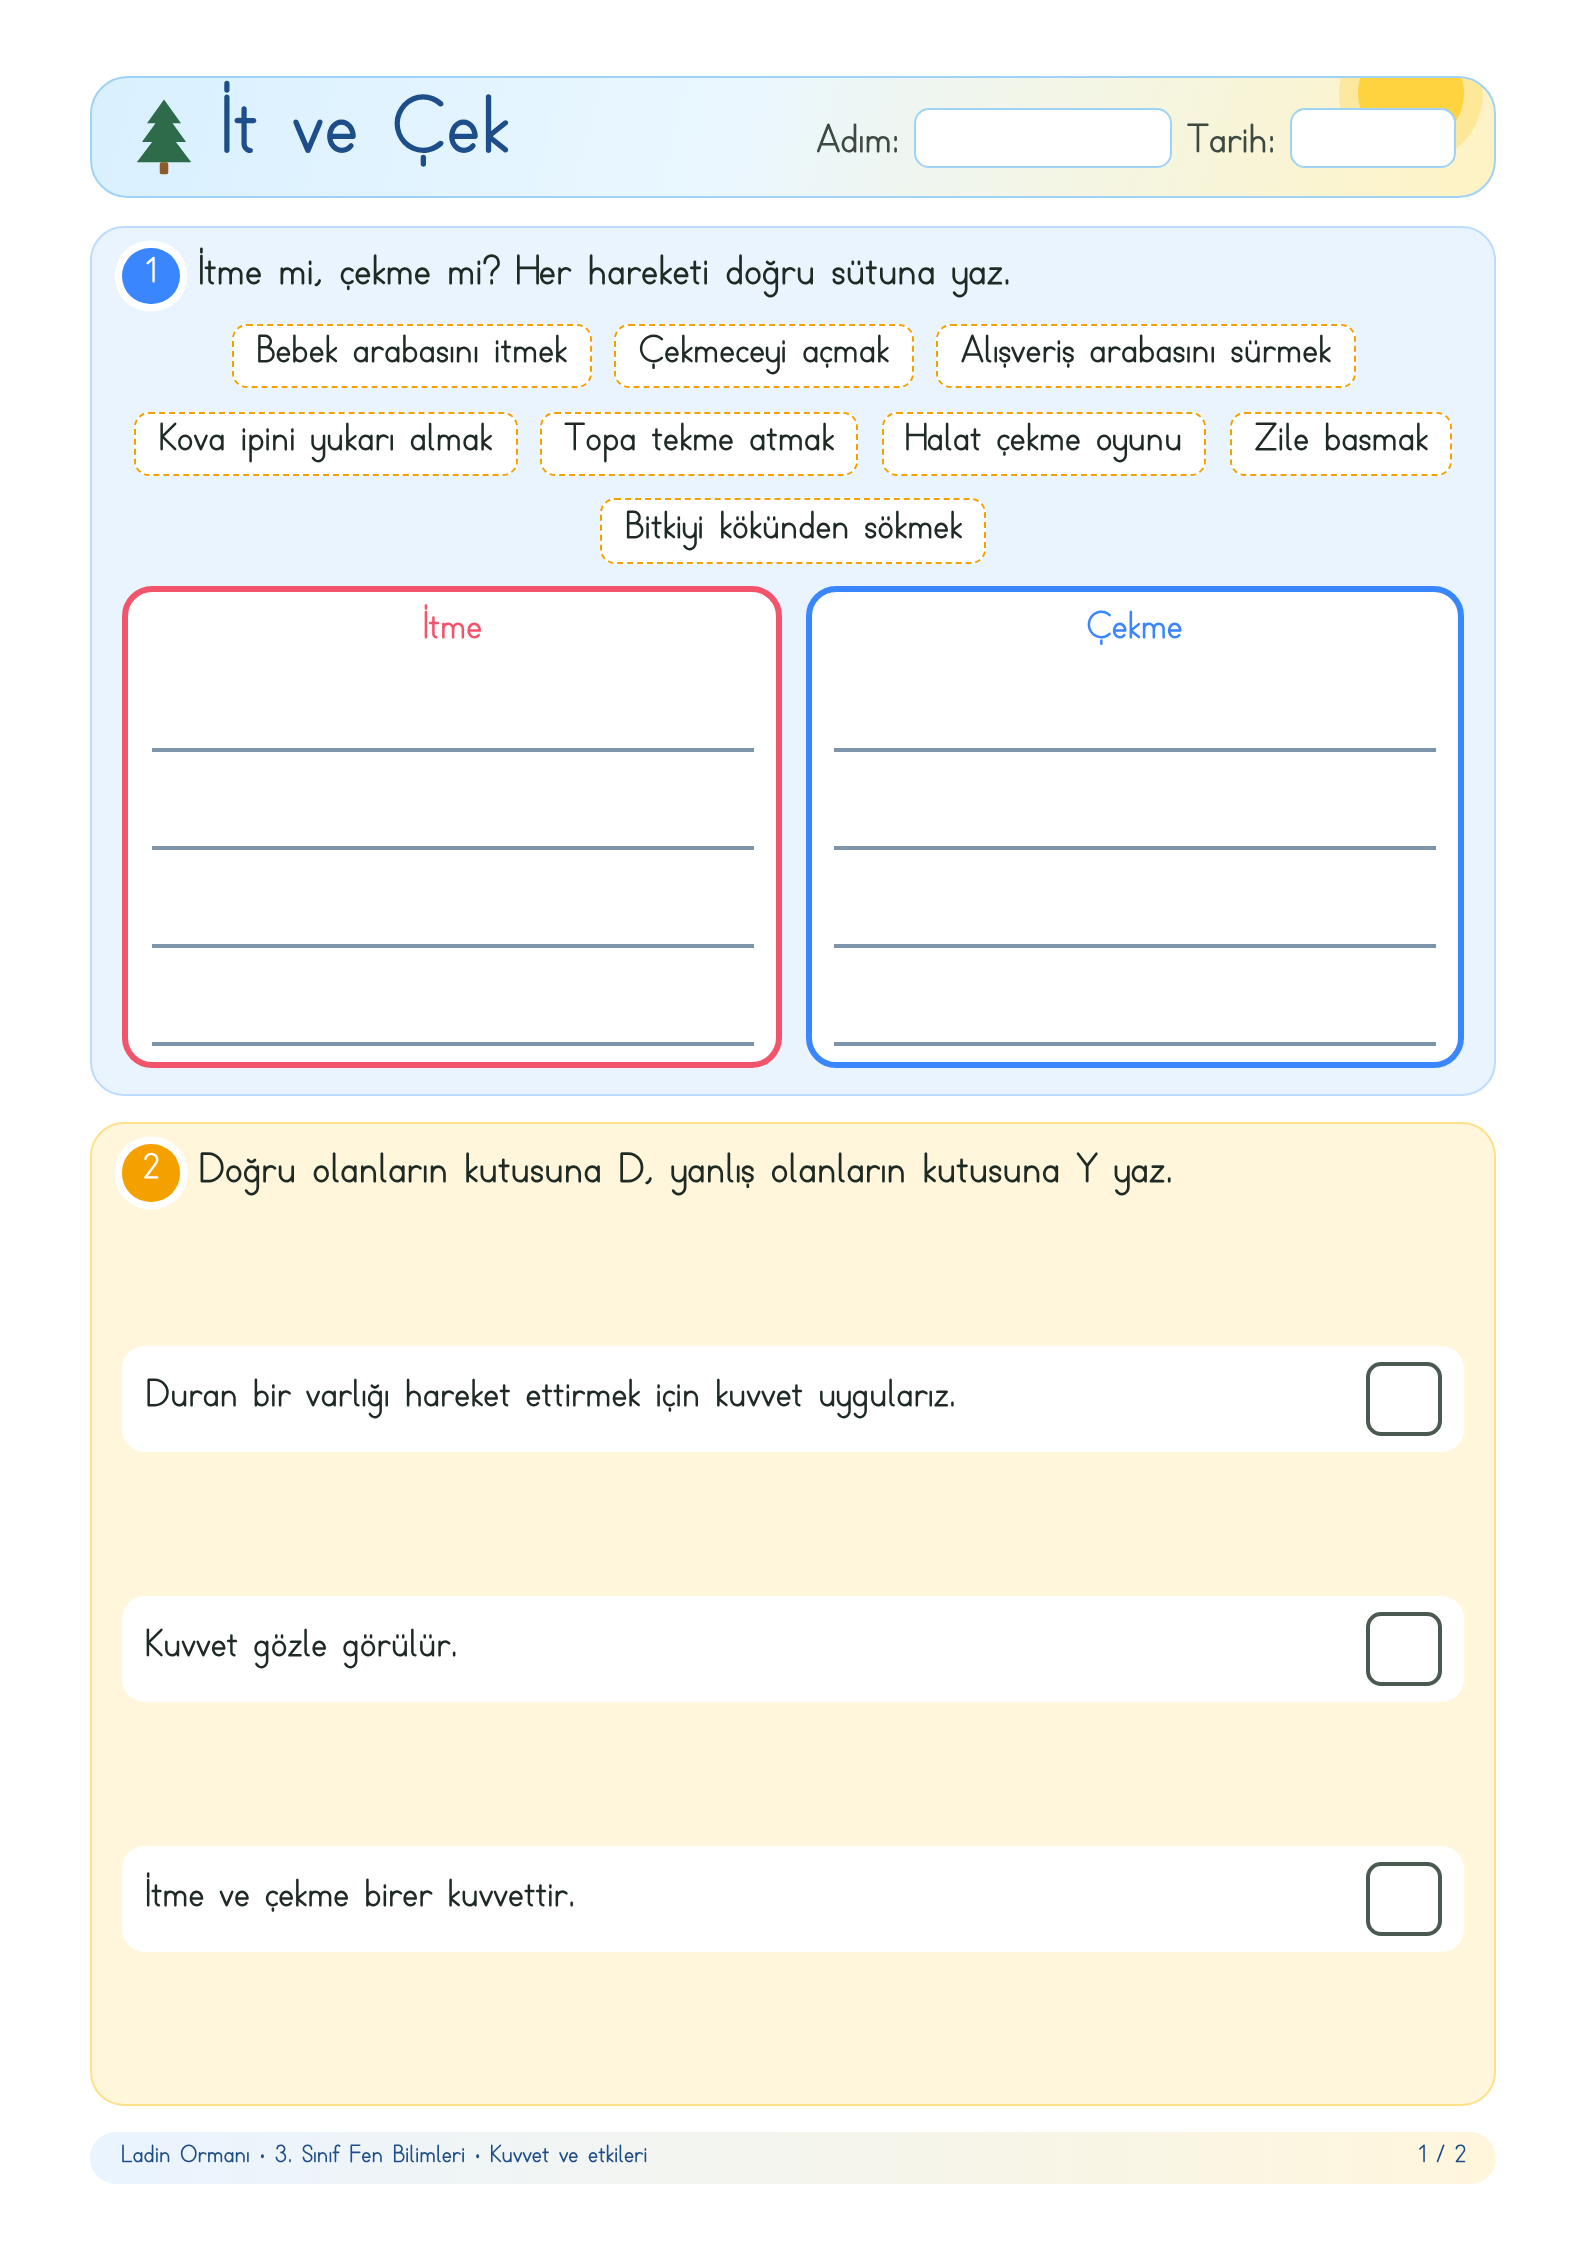 İt ve Çek
Adım:
Tarih:
1
İtme mi, çekme mi? Her hareketi doğru sütuna yaz.
Bebek arabasını itmek
Çekmeceyi açmak
Alışveriş arabasını sürmek
Kova ipini yukarı almak
Topa tekme atmak
Halat çekme oyunu
Zile basmak
Bitkiyi kökünden sökmek
İtme
Çekme
2
Doğru olanların kutusuna D, yanlış olanların kutusuna Y yaz.
Duran bir varlığı hareket ettirmek için kuvvet uygularız.
Kuvvet gözle görülür.
İtme ve çekme birer kuvvettir.
Ladin Ormanı • 3. Sınıf Fen Bilimleri • Kuvvet ve etkileri
1 / 2